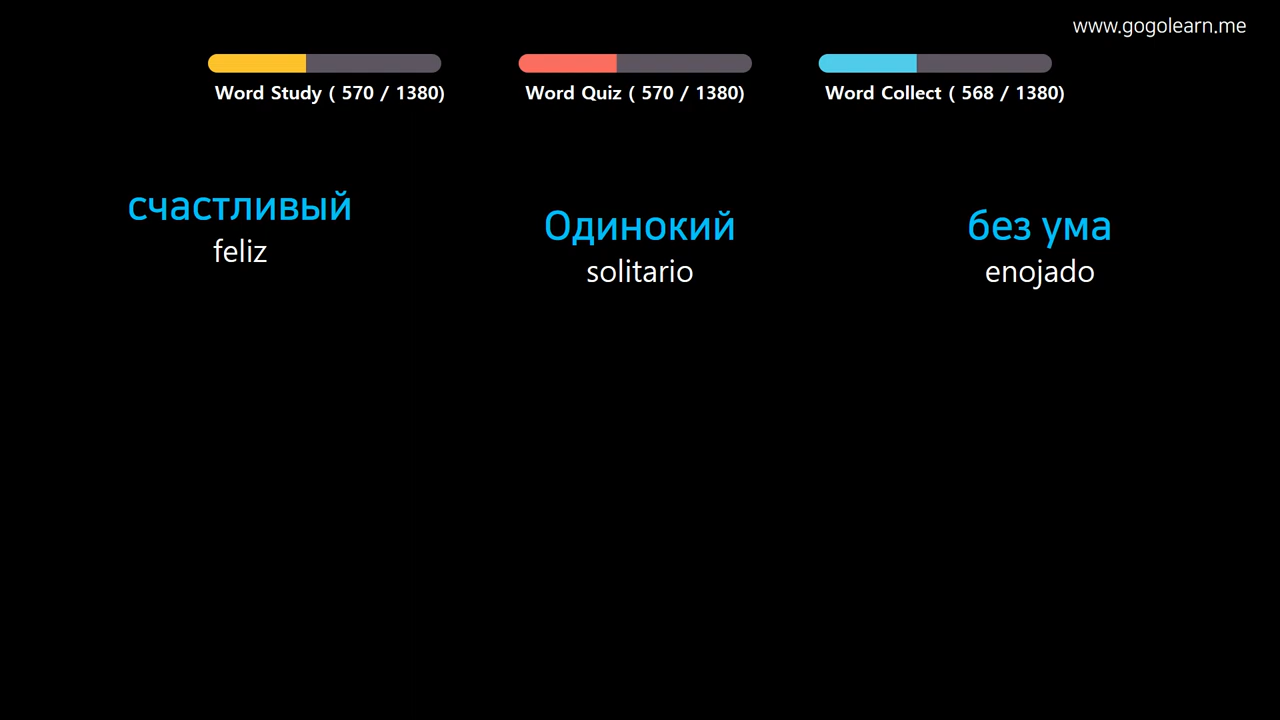 www.gogolearn.me
Word Study ( 570 / 1380)
Word Quiz ( 570 / 1380)
Word Collect ( 568 / 1380)
счастливый
feliz
Одинокий
solitario
без ума
enojado